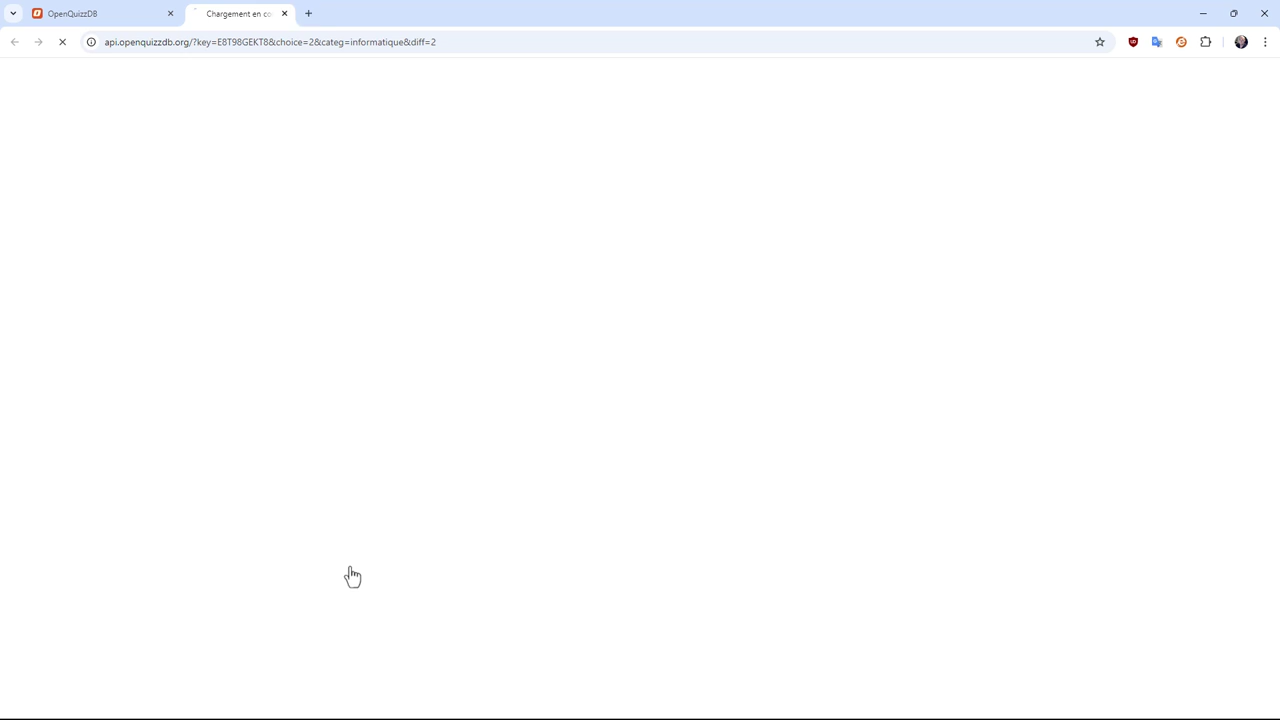 OpenQuizzDB
Chargement en co
api.openquizzdb.org/?key=E8T98GEKT8&choice=2&categ=informatique&diff=2